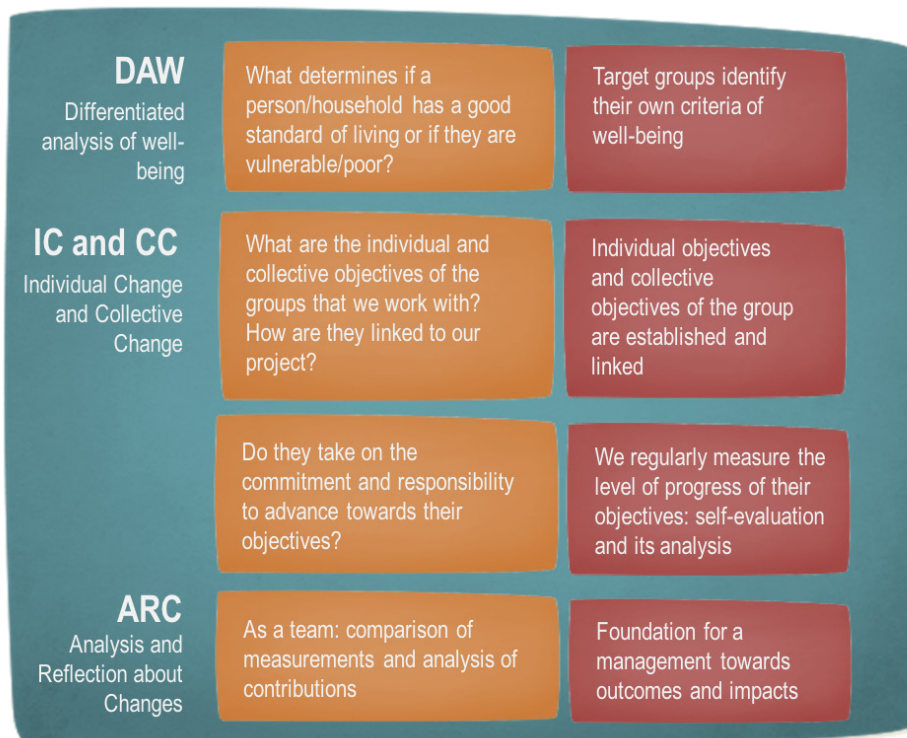 DAW
Differentiated
analysis of well-
being
What determines if a
person/household has a good
standard of living or if they are
vulnerable/poor?
Target groups identify
their own criteria of
well-being
IC and CC
Individual Change
and Collective
Change
What are the individual and
collective objectives of the
groups that we work with?
How are they linked to our
project?
Individual objectives
and collective
objectives of the group
are established and
linked
Do they take on the
commitment and responsibility
to advance towards their
objectives?
We regularly measure the
level of progress of their
objectives: self-evaluation
and its analysis
ARC
Analysis and
Reflection about
Changes
As a team: comparison of
measurements and analysis of
contributions
Foundation for a
management towards
outcomes and impacts